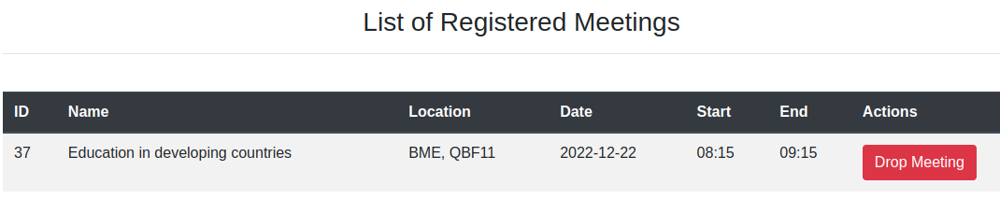 List of Registered Meetings
ID Name Location Date Start End Actions
37 Education in developing countries BME, QBF11 2022-12-22 08:15 09:15 Drop Meeting